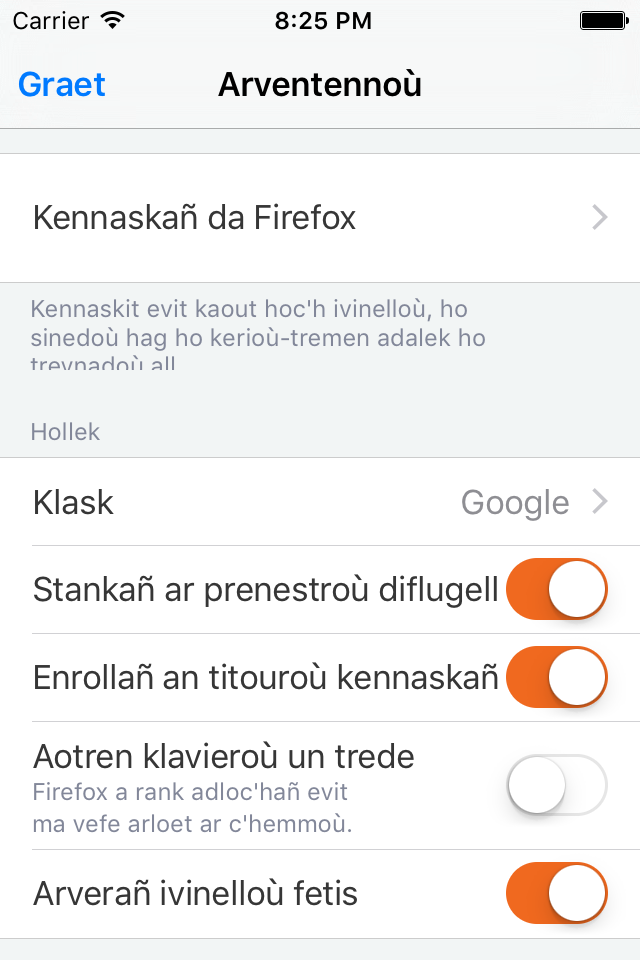 Carrier 8:25 PM
Graet Arventennoù
Kennaskañ da Firefox
Kennaskit evit kaout hoc'h ivinelloù, ho
sinedoù hag ho kerioù-tremen adalek ho
trevnadoù all
Hollek
Klask Google
Stankañ ar prenestroù diflugell
Enrollañ an titouroù kennaskañ
Aotren klavieroù un trede
Firefox a rank adloc'hañ evit
ma vefe arloet ar c'hemmoù.
Arverañ ivinelloù fetis